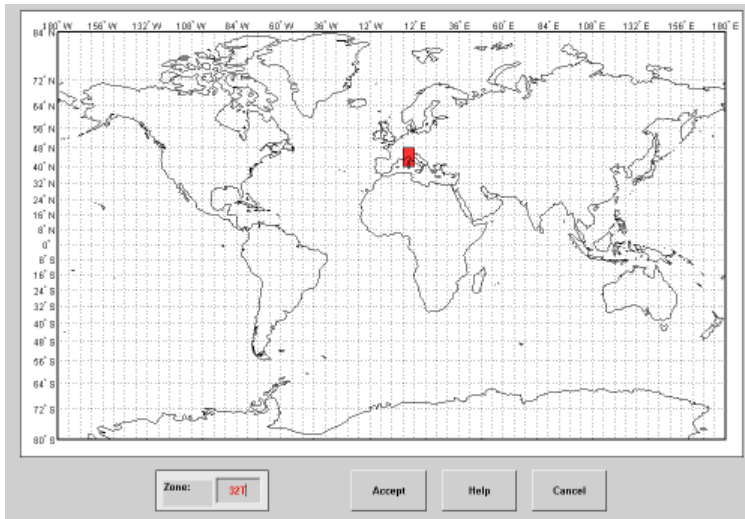 180° W 156° W 132° W 108° W 84° W 60° W 36° W 12° W 12° E 36° E 60° E 84° E 108° E 132° E 156° E 180° E
84° N
72° N
64° N
56° N
48° N
40° N
32° N
24° N
16° N
8° N
0°
8° S
16° S
24° S
32° S
40° S
48° S
56° S
64° S
72° S
80° S
Zone: 32T
Accept Help Cancel